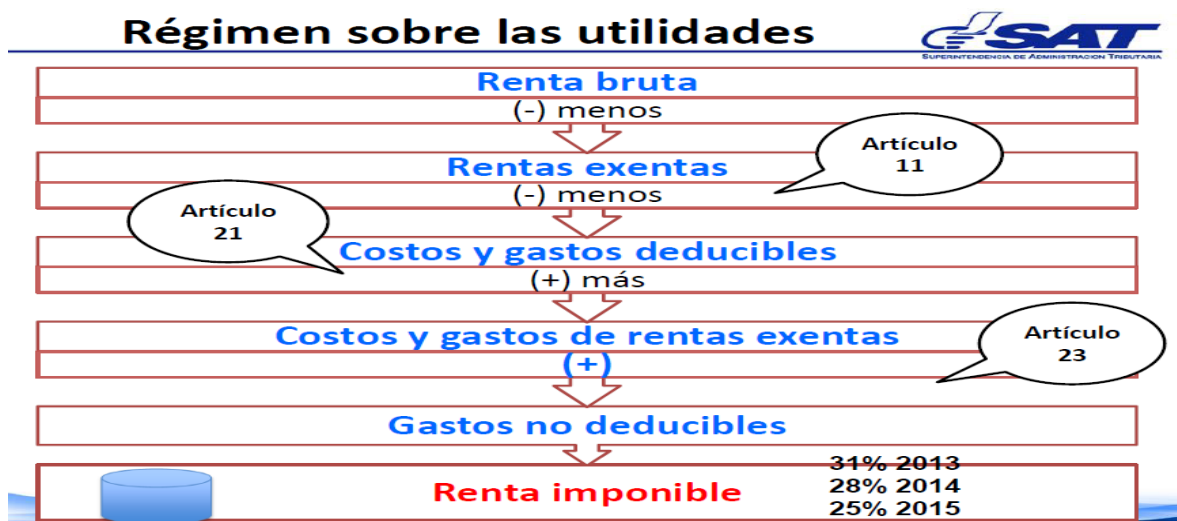 Régimen sobre las utilidades
SAT
SUPERINTENDENCIA DE ADMINISTRACION TRIBUTARIA
Renta bruta
(-) menos
Artículo
11
Rentas exentas
(-) menos
Artículo
21
Costos y gastos deducibles
(+) más
Costos y gastos de rentas exentas
(+)
Artículo
23
Gastos no deducibles
Renta imponible
31% 2013
28% 2014
25% 2015